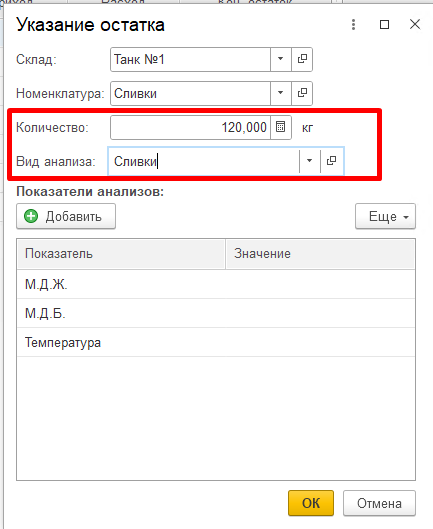 Указание остатка
Склад: Танк №1
Номенклатура: Сливки
Количество: 120,000 кг
Вид анализа: Сливки
Показатели анализов:
Добавить Еще
Показатель Значение
М.Д.Ж.
М.Д.Б.
Температура
ОК Отмена